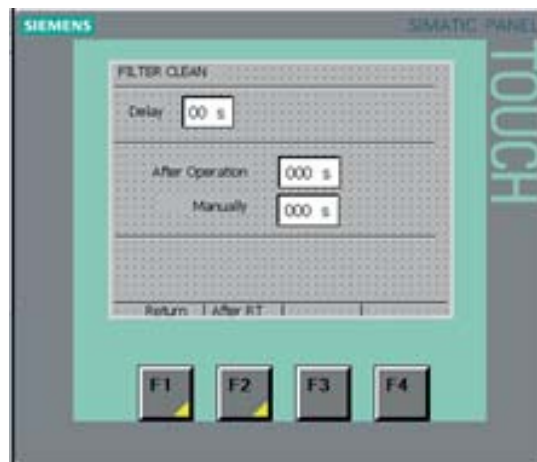 SIEMENS
SIMATIC PANEL
TOUCH
FILTER CLEAN
Delay 00 s
After Operation 000 s
Manually 000 s
Return After RT
F1 F2 F3 F4